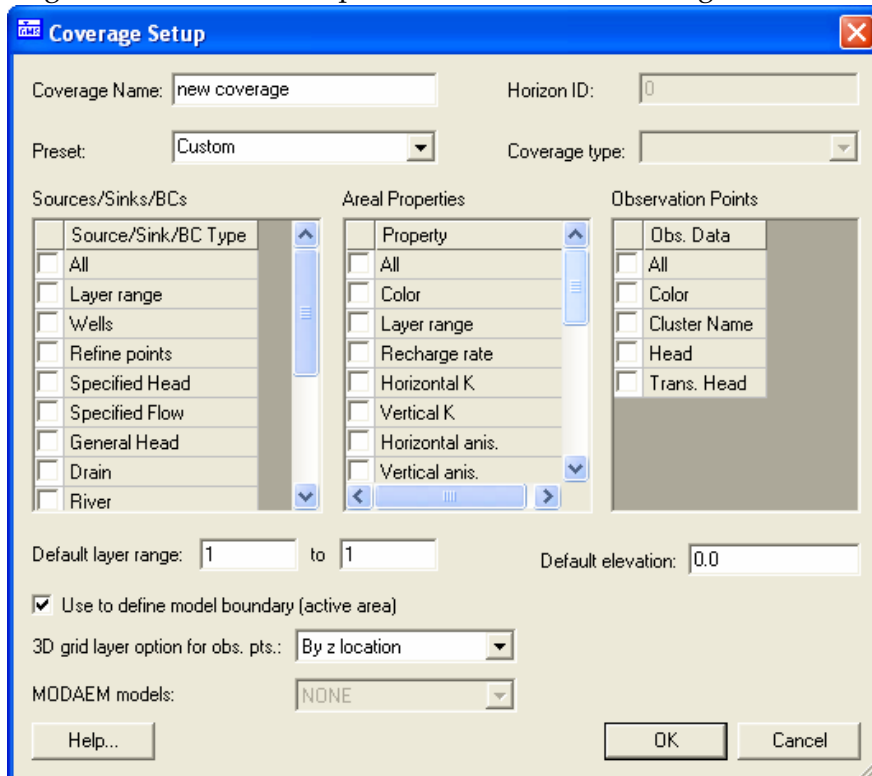 GMS Coverage Setup
Coverage Name: new coverage Horizon ID: 0
Preset: Custom Coverage type:
Sources/Sinks/BCs Areal Properties Observation Points
Source/Sink/BC Type Property Obs. Data
All All All
Layer range Color Color
Wells Layer range Cluster Name
Refine points Recharge rate Head
Specified Head Horizontal K Trans. Head
Specified Flow Vertical K
General Head Horizontal anis.
Drain Vertical anis.
River
Default layer range: 1 to 1 Default elevation: 0.0
Use to define model boundary (active area)
3D grid layer option for obs. pts.: By z location
MODAEM models: NONE
Help... OK Cancel